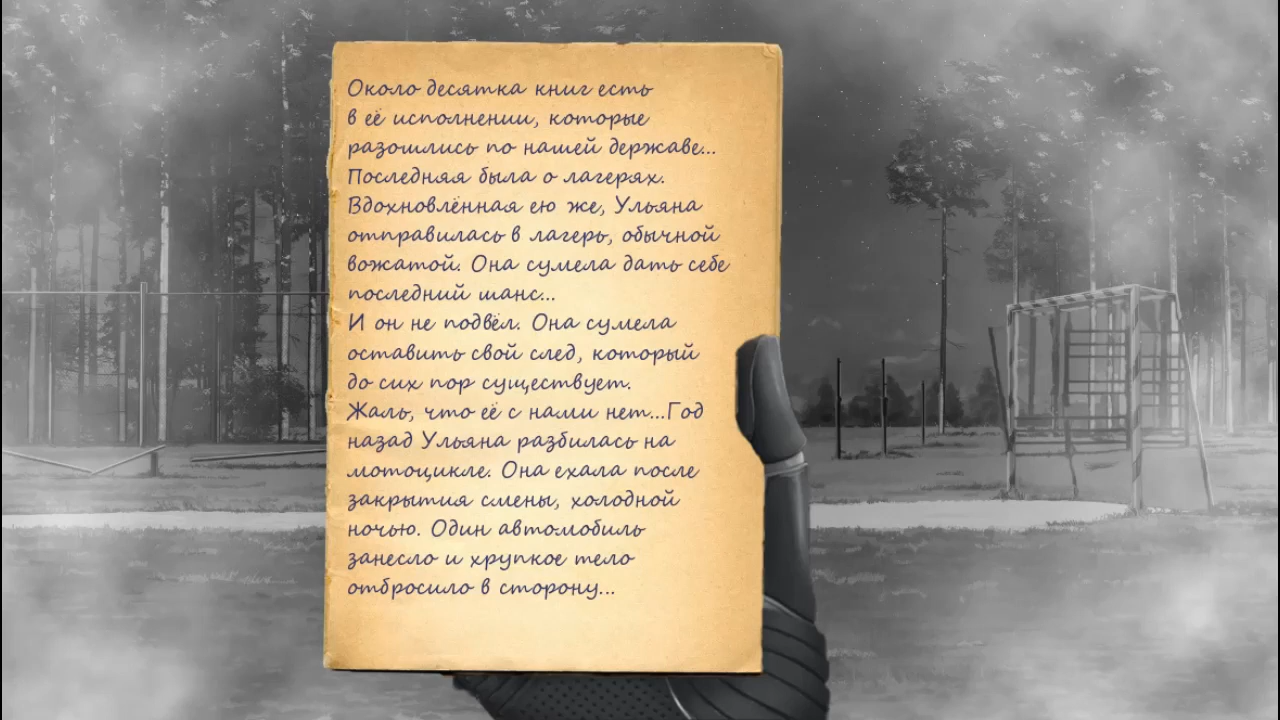 Около десятка книг есть
в её исполнении, которые
разошлись по нашей державе...
Последняя была о лагерях.
Вдохновлённая ею же, Ульяна
отправилась в лагерь, обычной
вожатой. Она сумела дать себе
последний шанс...
И он не подвёл. Она сумела
оставить свой след, который
до сих пор существует.
Жаль, что её с нами нет...Год
назад Ульяна разбилась на
мотоцикле. Она ехала после
закрытия смены, холодной
ночью. Один автомобиль
занесло и хрупкое тело
отбросило в сторону...